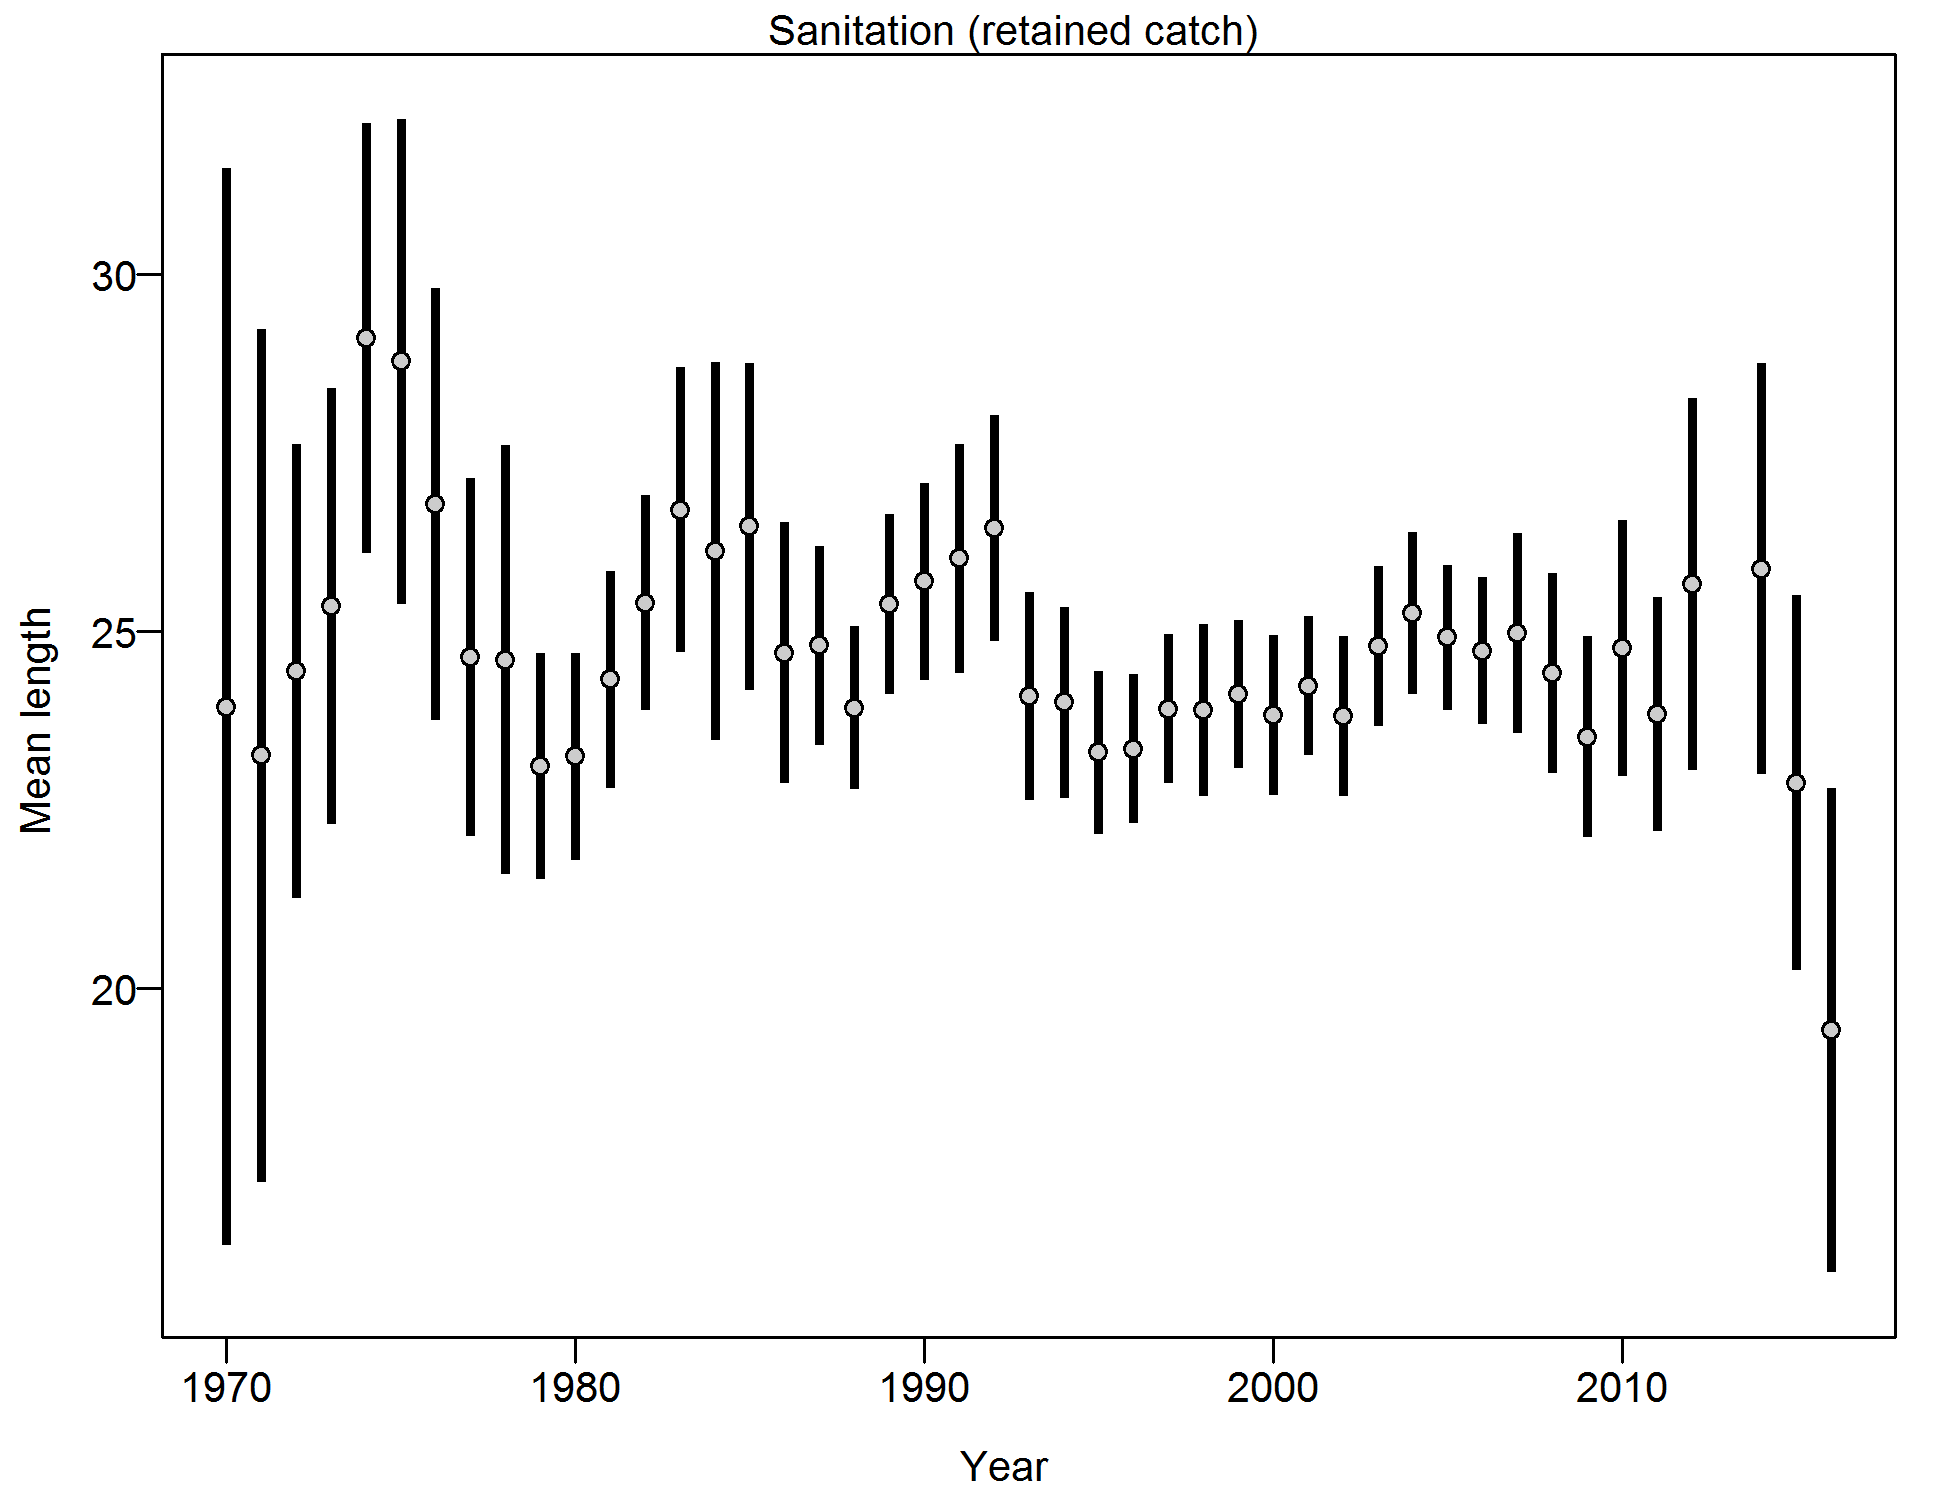 Sanitation (retained catch)
30
25
20
Mean length
1970 1980 1990 2000 2010
Year